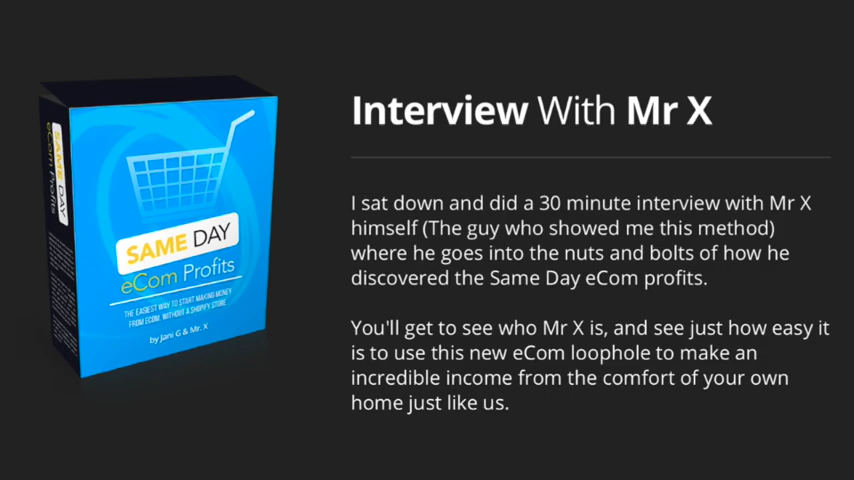 Interview With Mr X
I sat down and did a 30 minute interview with Mr X
himself (The guy who showed me this method)
where he goes into the nuts and bolts of how he
discovered the Same Day eCom profits.
You'll get to see who Mr X is, and see just how easy it
is to use this new eCom loophole to make an
incredible income from the comfort of your own
home just like us.
SAME DAY
eCom Profits
THE EASIEST WAY TO START MAKING MONEY
FROM ECOM, WITHOUT A SHOPIFY STORE
by Jani G & Mr. X
SAME DAY
eCom Profits